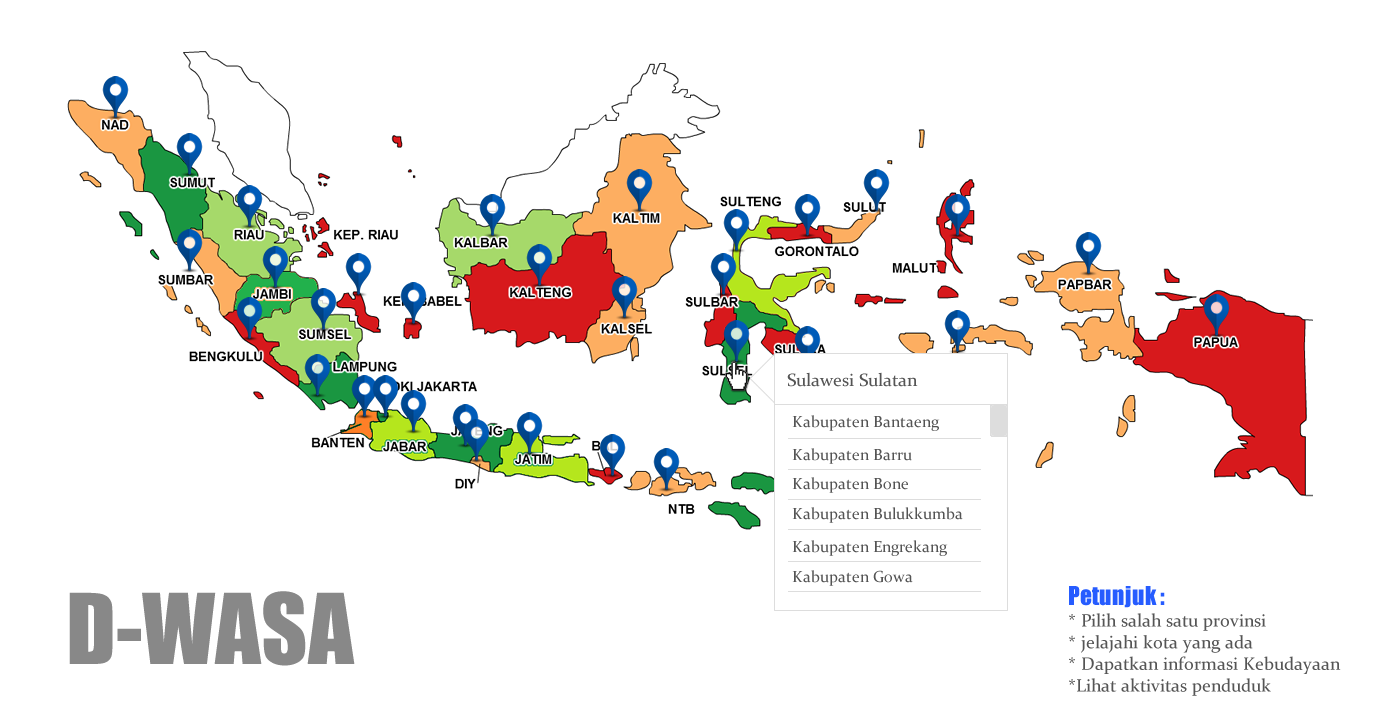 NAD
SUMUT
RIAU
KEP. RIAU
SUMBAR
JAMBI
SUMSEL
BENGKULU
LAMPUNG
BABEL
DKI JAKARTA
BANTEN
JABAR
DIY
JATIM
NTB
KALBAR
KALTENG
KALTIM
KALSEL
SULTENG
GORONTALO
SULUT
SULBAR
SULSEL
MALUT
PAPBAR
PAPUA
Sulawesi Sulatan
Kabupaten Bantaeng
Kabupaten Barru
Kabupaten Bone
Kabupaten Bulukkumba
Kabupaten Engrekang
Kabupaten Gowa
D-WASA
Petunjuk :
* Pilih salah satu provinsi
* jelajahi kota yang ada
* Dapatkan informasi Kebudayaan
*Lihat aktivitas penduduk